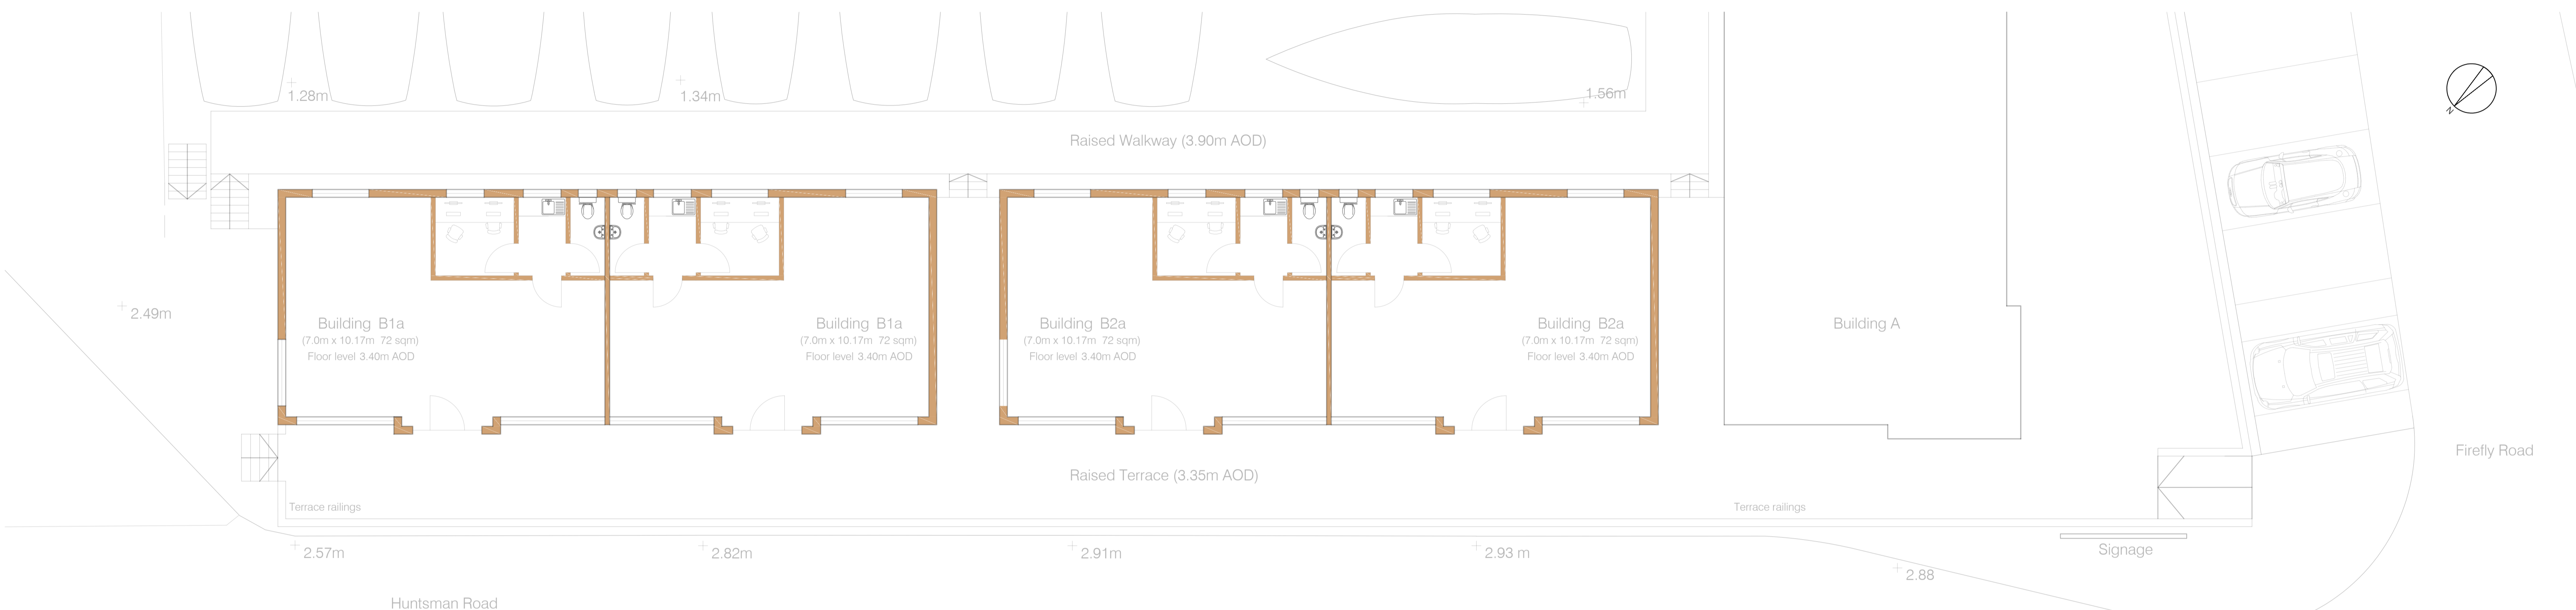 1.28m
1.34m
1.56m
N
Raised Walkway (3.90m AOD)
2.49m
Building B1a
(7.0m x 10.17m 72 sqm)
Floor level 3.40m AOD
Building B1a
(7.0m x 10.17m 72 sqm)
Floor level 3.40m AOD
Building B2a
(7.0m x 10.17m 72 sqm)
Floor level 3.40m AOD
Building B2a
(7.0m x 10.17m 72 sqm)
Floor level 3.40m AOD
Building A
Firefly Road
Raised Terrace (3.35m AOD)
Terrace railings
Terrace railings
2.57m
2.82m
2.91m
2.93 m
Signage
2.88
Huntsman Road